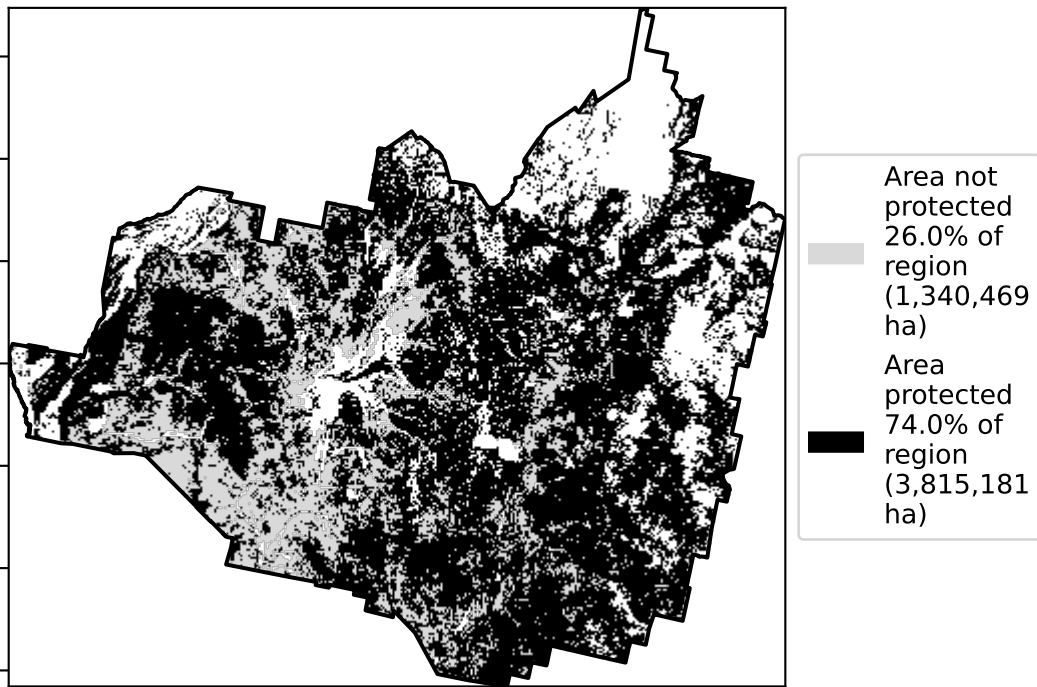 Area not
protected
26.0% of
region
(1,340,469
ha)
Area
protected
74.0% of
region
(3,815,181
ha)